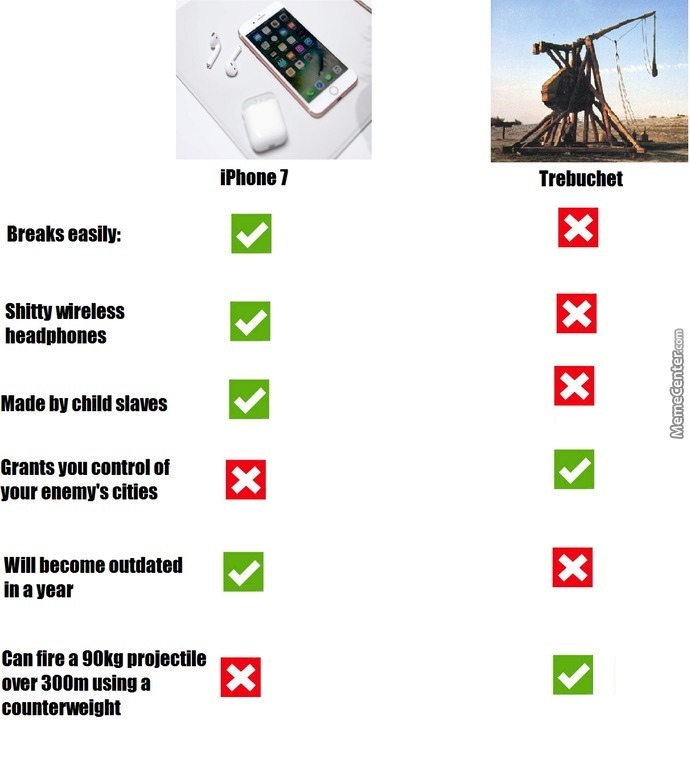 iPhone 7
Trebuchet
Breaks easily:
Shitty wireless
headphones
Made by child slaves
Grants you control of
your enemy's cities
Will become outdated
in a year
Can fire a 90kg projectile
over 300m using a
counterweight
MemeCenter.com